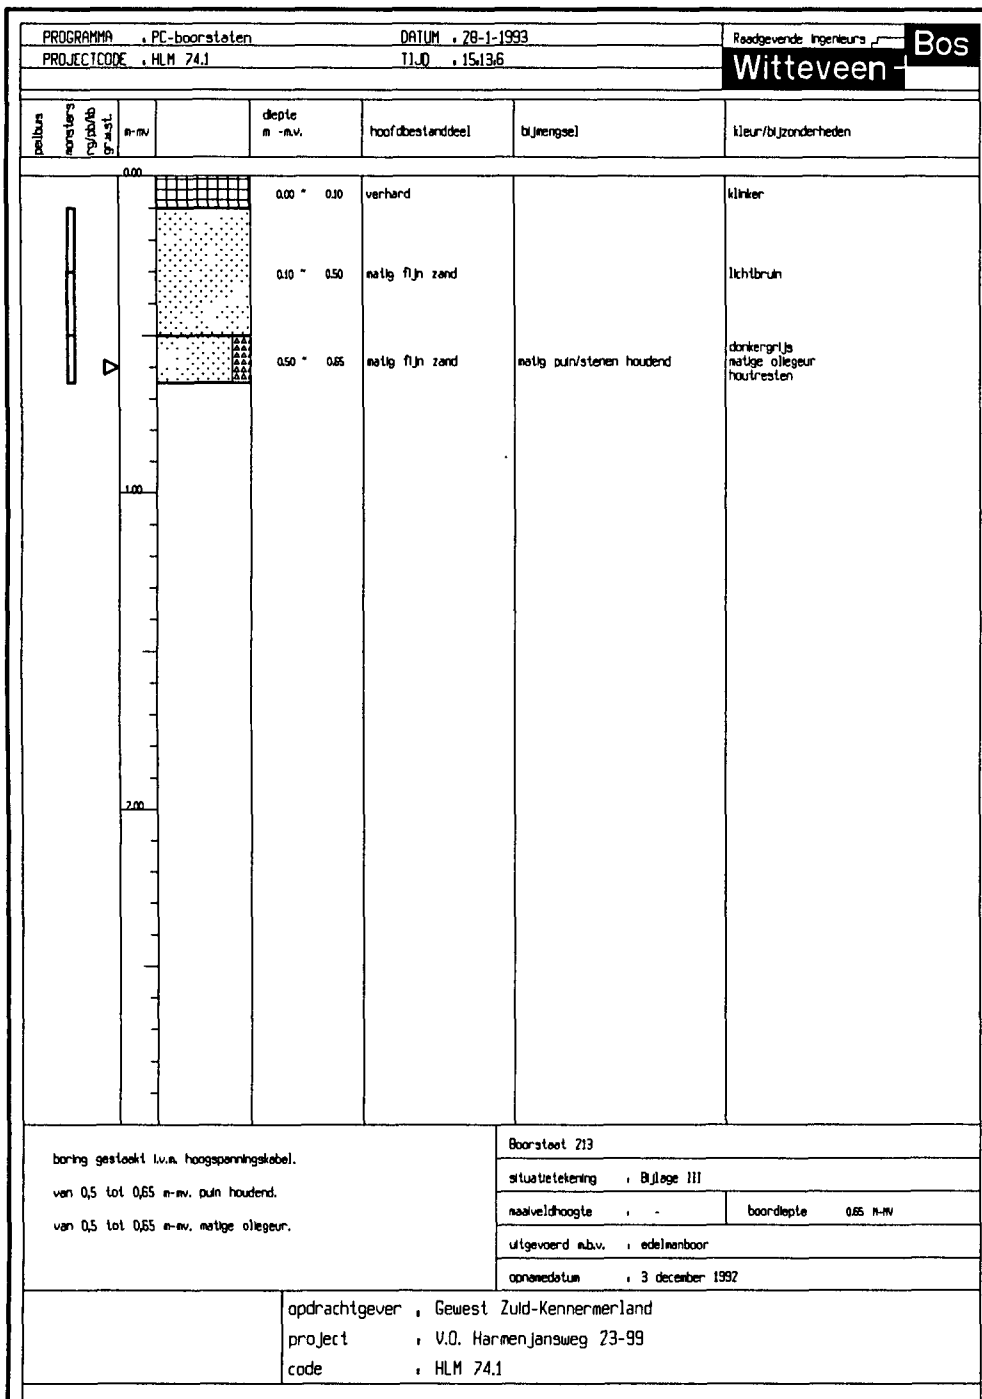 PROGRAMMA : PC-boorstaten DATUM : 28-1-1993
PROJECTCODE : HLM 74.1 TIJD : 15:13:6
Raadgevende Ingenieurs
Witteveen + Bos
peilbuis
monsters
rg/pb/kb
gr.w.st.
m-mv
diepte
m -m.v.
hoofdbestanddeel
bijmengsel
kleur/bijzonderheden
0.00
0.00 - 0.10 verhard klinker
0.10 - 0.50 matig fijn zand lichtbruin
0.50 - 0.65 matig fijn zand matig puin/stenen houdend donkergrijs
matige oliegeur
houtresten
1.00
2.00
boring gestaakt i.v.m. hoogspanningskabel.
van 0,5 tot 0,65 m-mv. puin houdend.
van 0,5 tot 0,65 m-mv. matige oliegeur.
Boorstaat 213
situatietekening : Bijlage III
maaiveldhoogte : - boordiepte 0.65 M-MV
uitgevoerd m.b.v. : edelmanboor
opnamedatum : 3 december 1992
opdrachtgever : Gewest Zuid-Kennermerland
project : V.O. Harmenjansweg 23-99
code : HLM 74.1